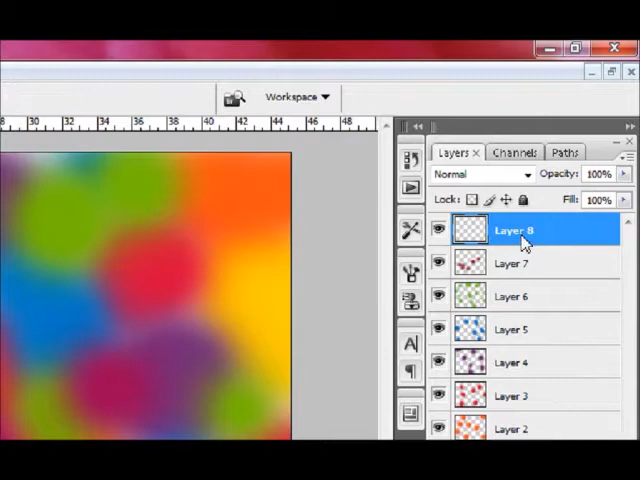 Workspace
30 32 34 36 38 40 42 44 46 48
Layers Channels Paths
Normal Opacity: 100%
Lock: Fill: 100%
Layer 8
Layer 7
Layer 6
Layer 5
Layer 4
Layer 3
Layer 2